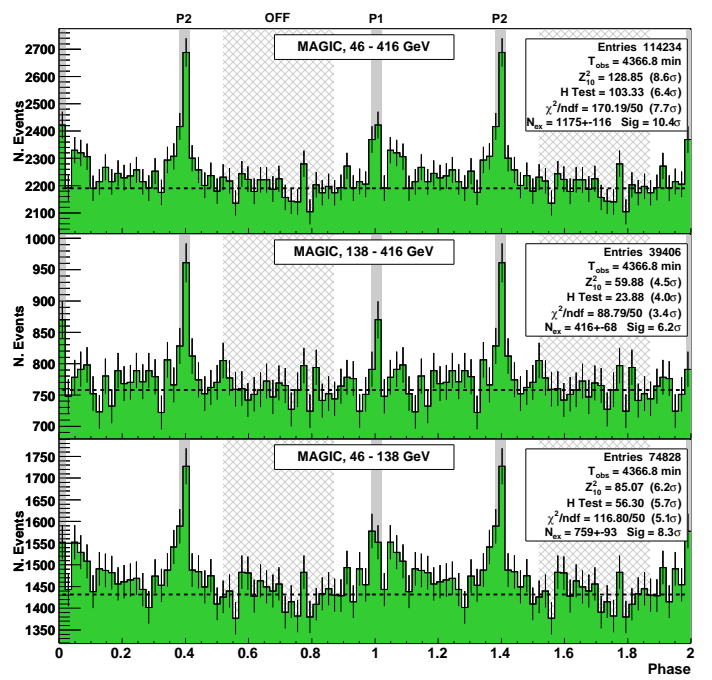 P2 OFF P1 P2
MAGIC, 46 - 416 GeV
Entries 114234
T_obs = 4366.8 min
Z²_10 = 128.85 (8.6σ)
H Test = 103.33 (6.4σ)
χ²/ndf = 170.19/50 (7.7σ)
N_ex = 1175+-116 Sig = 10.4σ
N. Events
2700
2600
2500
2400
2300
2200
2100
MAGIC, 138 - 416 GeV
Entries 39406
T_obs = 4366.8 min
Z²_10 = 59.88 (4.5σ)
H Test = 23.88 (4.0σ)
χ²/ndf = 88.79/50 (3.4σ)
N_ex = 416+-68 Sig = 6.2σ
N. Events
1000
950
900
850
800
750
700
MAGIC, 46 - 138 GeV
Entries 74828
T_obs = 4366.8 min
Z²_10 = 85.07 (6.2σ)
H Test = 56.30 (5.7σ)
χ²/ndf = 116.80/50 (5.1σ)
N_ex = 759+-93 Sig = 8.3σ
N. Events
1750
1700
1650
1600
1550
1500
1450
1400
1350
0 0.2 0.4 0.6 0.8 1 1.2 1.4 1.6 1.8 2
Phase